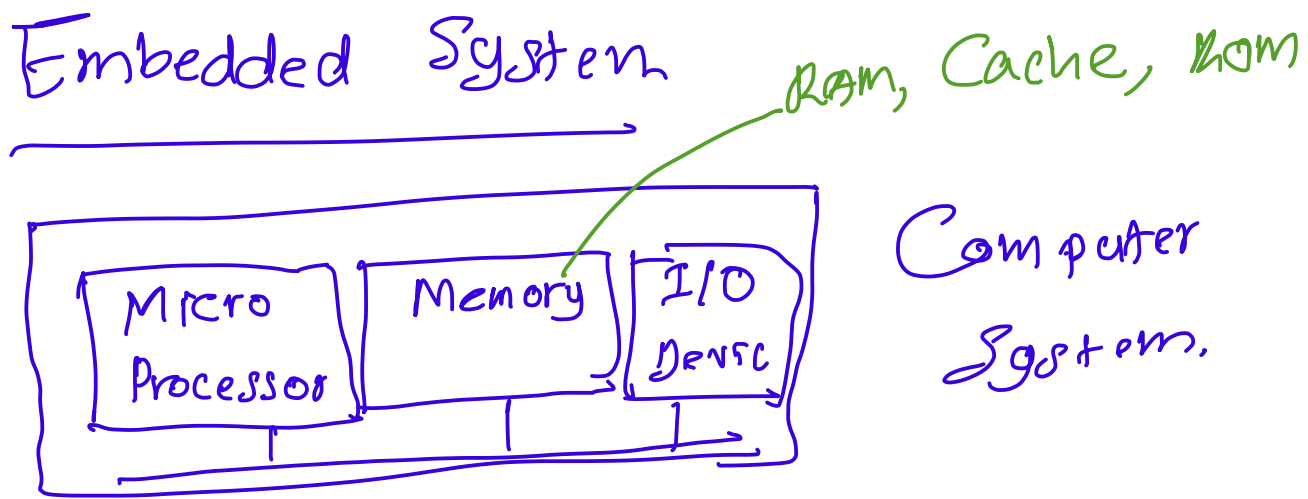 Embedded System
RAM, Cache, ROM
Micro
Processor
Memory
I/O
Devic
Computer
System.